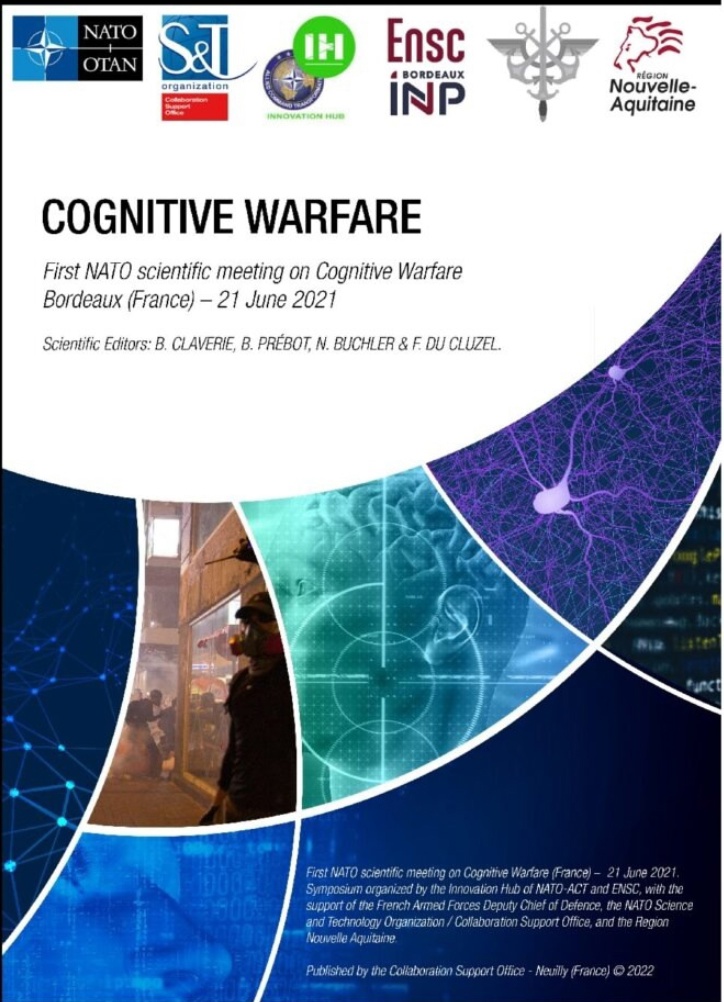 NATO
OTAN
S&T
organization
Collaboration
Support
Office
IH
ALLIED COMMAND TRANSFORMATION
INNOVATION HUB
Ensc
BORDEAUX
INP
RÉGION
Nouvelle-
Aquitaine
COGNITIVE WARFARE
First NATO scientific meeting on Cognitive Warfare
Bordeaux (France) – 21 June 2021
Scientific Editors: B. CLAVERIE, B. PRÉBOT, N. BUCHLER & F. DU CLUZEL.
First NATO scientific meeting on Cognitive Warfare (France) – 21 June 2021.
Symposium organized by the Innovation Hub of NATO-ACT and ENSC, with the
support of the French Armed Forces Deputy Chief of Defence, the NATO Science
and Technology Organization / Collaboration Support Office, and the Region
Nouvelle Aquitaine.
Published by the Collaboration Support Office - Neuilly (France) © 2022